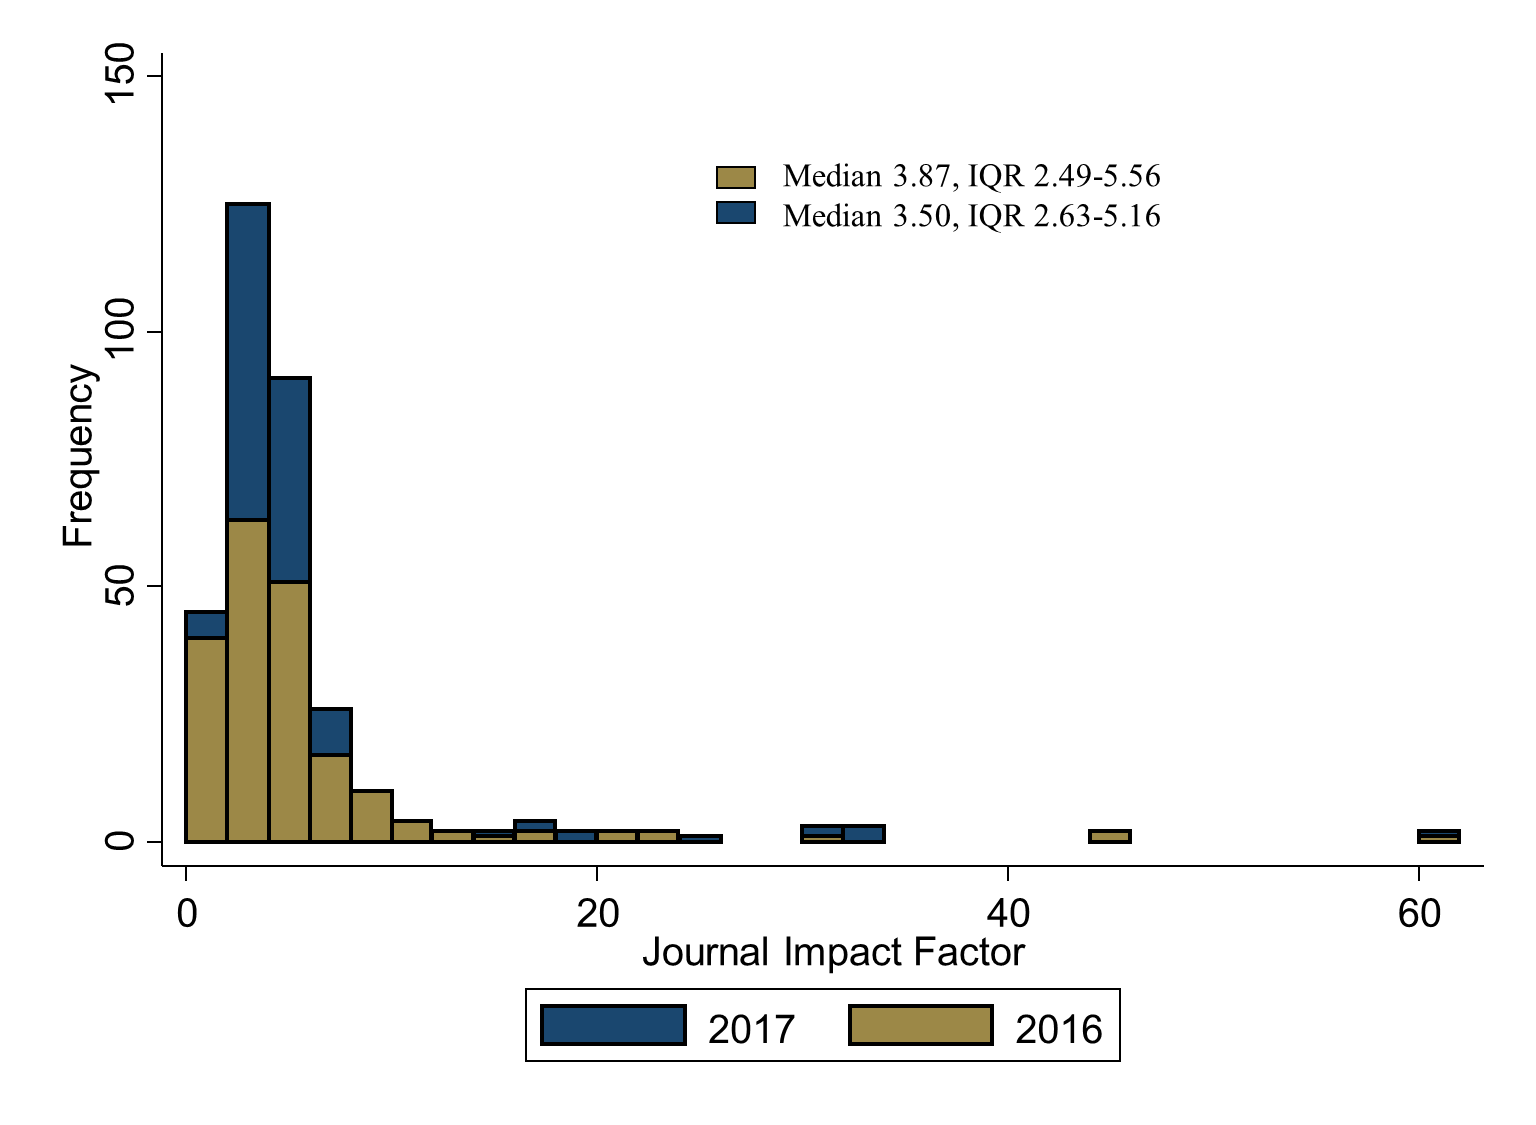 150
100
50
0
Frequency
Median 3.87, IQR 2.49-5.56
Median 3.50, IQR 2.63-5.16
0 20 40 60
Journal Impact Factor
2017 2016